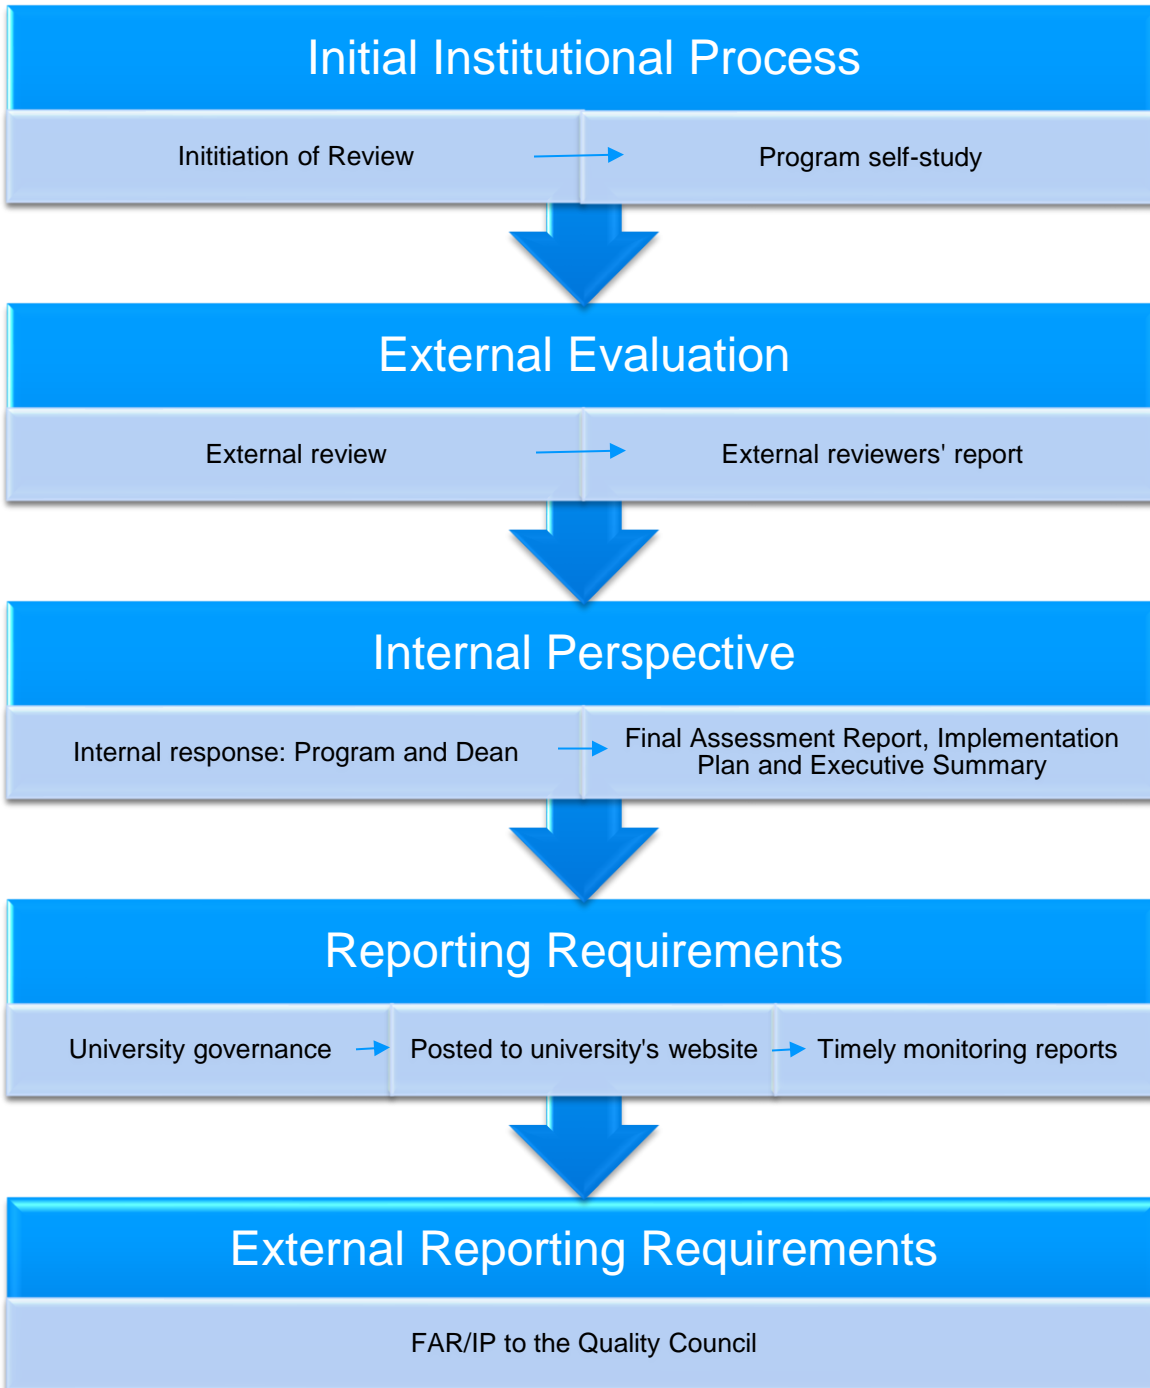 Initial Institutional Process
Inititiation of Review
Program self-study
External Evaluation
External review
External reviewers' report
Internal Perspective
Internal response: Program and Dean
Final Assessment Report, Implementation
Plan and Executive Summary
Reporting Requirements
University governance
Posted to university's website
Timely monitoring reports
External Reporting Requirements
FAR/IP to the Quality Council